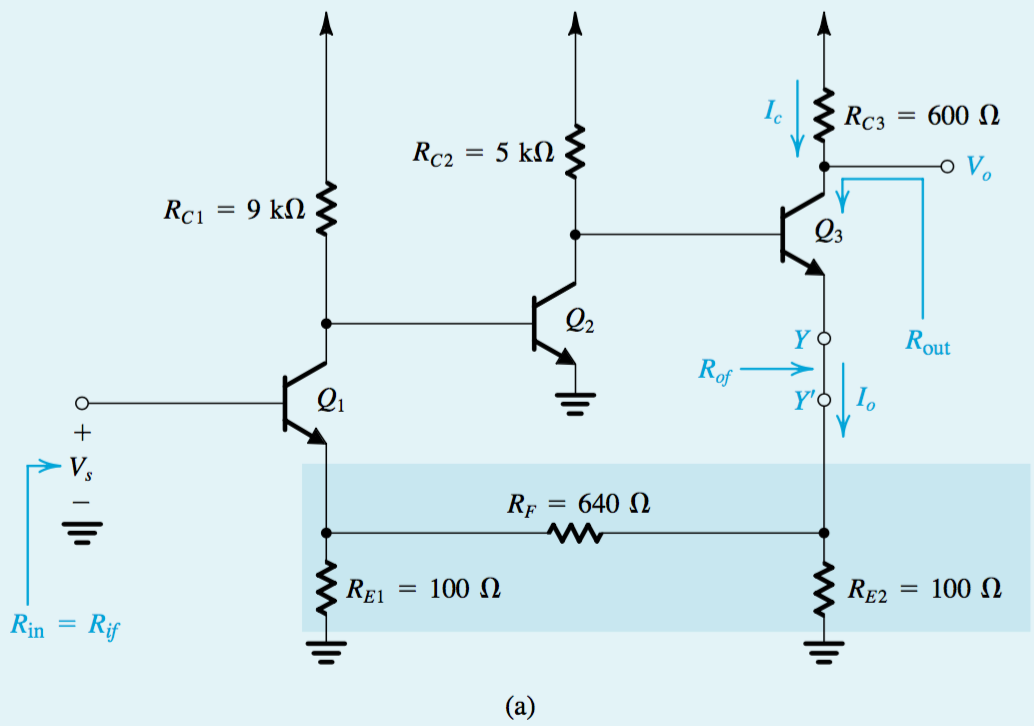 I_c
R_C3 = 600 Ω
R_C2 = 5 kΩ
V_o
R_C1 = 9 kΩ
Q_3
Q_2
Y
R_out
R_of
Q_1
Y′
I_o
+
V_s
−
R_F = 640 Ω
R_E1 = 100 Ω
R_E2 = 100 Ω
R_in = R_if
(a)